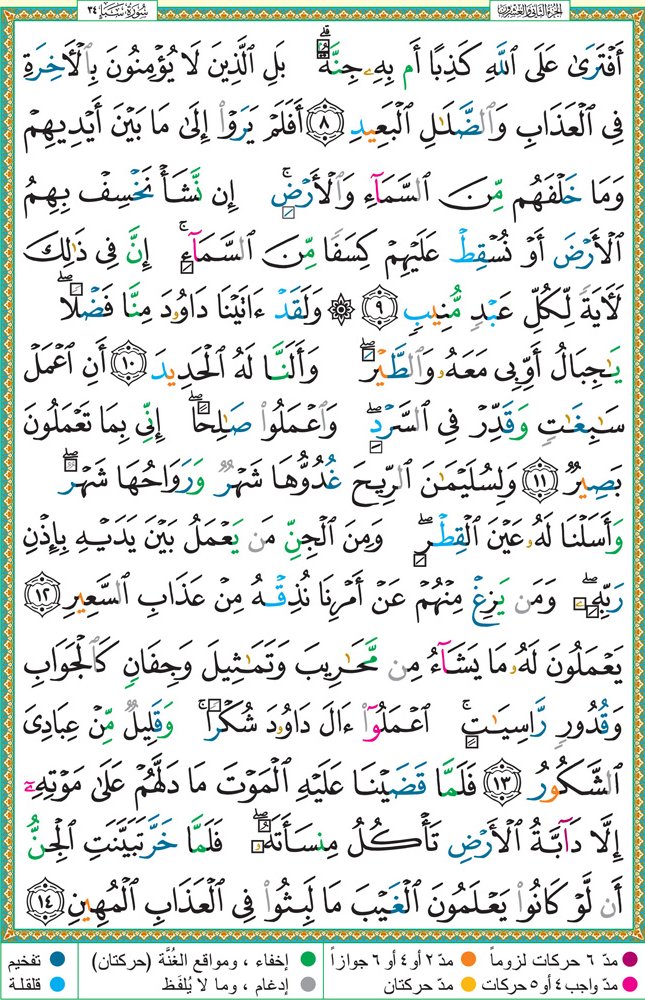 الجزء الثاني والعشرون سُورَةُ سَبَإٍ ٣٤
أَفْتَرَىٰ عَلَى ٱللَّهِ كَذِبًا أَم بِهِۦ جِنَّةٌۗ بَلِ ٱلَّذِينَ لَا يُؤْمِنُونَ بِٱلْـَٔاخِرَةِ
فِى ٱلْعَذَابِ وَٱلضَّلَـٰلِ ٱلْبَعِيدِ ٨ أَفَلَمْ يَرَوْا۟ إِلَىٰ مَا بَيْنَ أَيْدِيهِمْ
وَمَا خَلْفَهُم مِّنَ ٱلسَّمَآءِ وَٱلْأَرْضِۚ إِن نَّشَأْ نَخْسِفْ بِهِمُ
ٱلْأَرْضَ أَوْ نُسْقِطْ عَلَيْهِمْ كِسَفًا مِّنَ ٱلسَّمَآءِۚ إِنَّ فِى ذَٰلِكَ
لَـَٔايَةً لِّكُلِّ عَبْدٍ مُّنِيبٍ ٩ ۞ وَلَقَدْ ءَاتَيْنَا دَاوُۥدَ مِنَّا فَضْلًاۖ
يَـٰجِبَالُ أَوِّبِى مَعَهُۥ وَٱلطَّيْرَۖ وَأَلَنَّا لَهُ ٱلْحَدِيدَ ١٠ أَنِ ٱعْمَلْ
سَـٰبِغَـٰتٍ وَقَدِّرْ فِى ٱلسَّرْدِۖ وَٱعْمَلُوا۟ صَـٰلِحًاۖ إِنِّى بِمَا تَعْمَلُونَ
بَصِيرٌ ١١ وَلِسُلَيْمَـٰنَ ٱلرِّيحَ غُدُوُّهَا شَهْرٌ وَرَوَاحُهَا شَهْرٌۖ
وَأَسَلْنَا لَهُۥ عَيْنَ ٱلْقِطْرِۖ وَمِنَ ٱلْجِنِّ مَن يَعْمَلُ بَيْنَ يَدَيْهِ بِإِذْنِ
رَبِّهِۦۖ وَمَن يَزِغْ مِنْهُمْ عَنْ أَمْرِنَا نُذِقْهُ مِنْ عَذَابِ ٱلسَّعِيرِ ١٢
يَعْمَلُونَ لَهُۥ مَا يَشَآءُ مِن مَّحَـٰرِيبَ وَتَمَـٰثِيلَ وَجِفَانٍ كَٱلْجَوَابِ
وَقُدُورٍ رَّاسِيَـٰتٍۚ ٱعْمَلُوٓا۟ ءَالَ دَاوُۥدَ شُكْرًاۚ وَقَلِيلٌ مِّنْ عِبَادِىَ
ٱلشَّكُورُ ١٣ فَلَمَّا قَضَيْنَا عَلَيْهِ ٱلْمَوْتَ مَا دَلَّهُمْ عَلَىٰ مَوْتِهِۦٓ
إِلَّا دَآبَّةُ ٱلْأَرْضِ تَأْكُلُ مِنسَأَتَهُۥۖ فَلَمَّا خَرَّ تَبَيَّنَتِ ٱلْجِنُّ
أَن لَّوْ كَانُوا۟ يَعْلَمُونَ ٱلْغَيْبَ مَا لَبِثُوا۟ فِى ٱلْعَذَابِ ٱلْمُهِينِ ١٤
مدّ ٦ حركات لزوماً مدّ ٢ أو ٤ أو ٦ جوازاً إخفاء ، ومواقع الغُنَّة (حركتان) تفخيم
مدّ واجب ٤ أو ٥ حركات مدّ حركتان إدغام ، وما لا يُلفَظ قلقلة